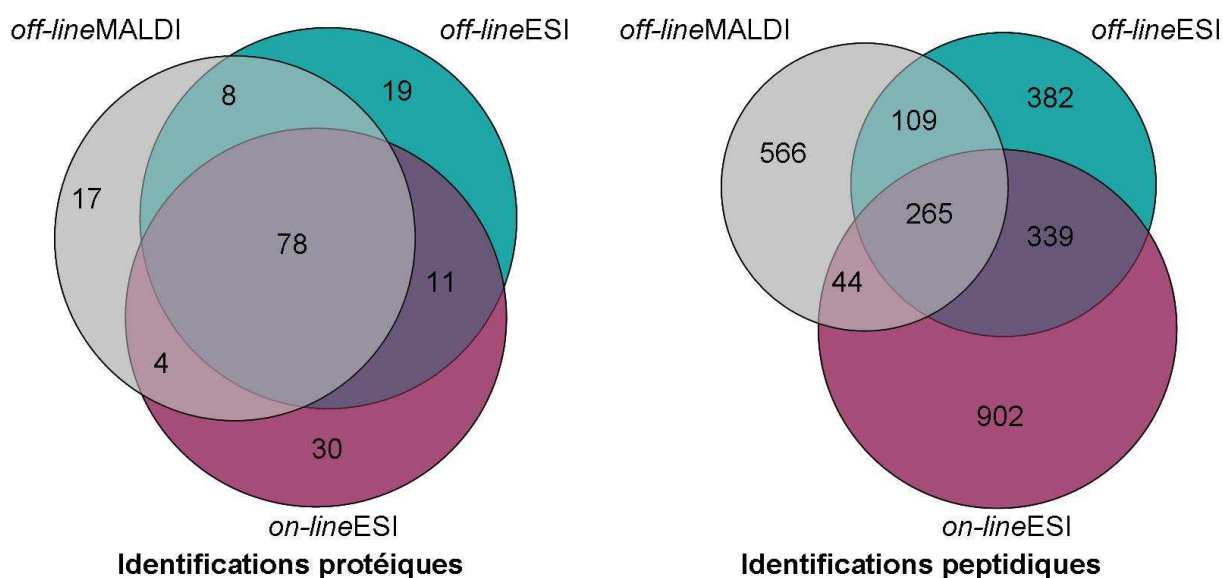 off-lineMALDI
off-lineESI
8
19
17
78
11
4
30
on-lineESI
Identifications protéiques
off-lineMALDI
off-lineESI
382
109
566
265
339
44
902
on-lineESI
Identifications peptidiques